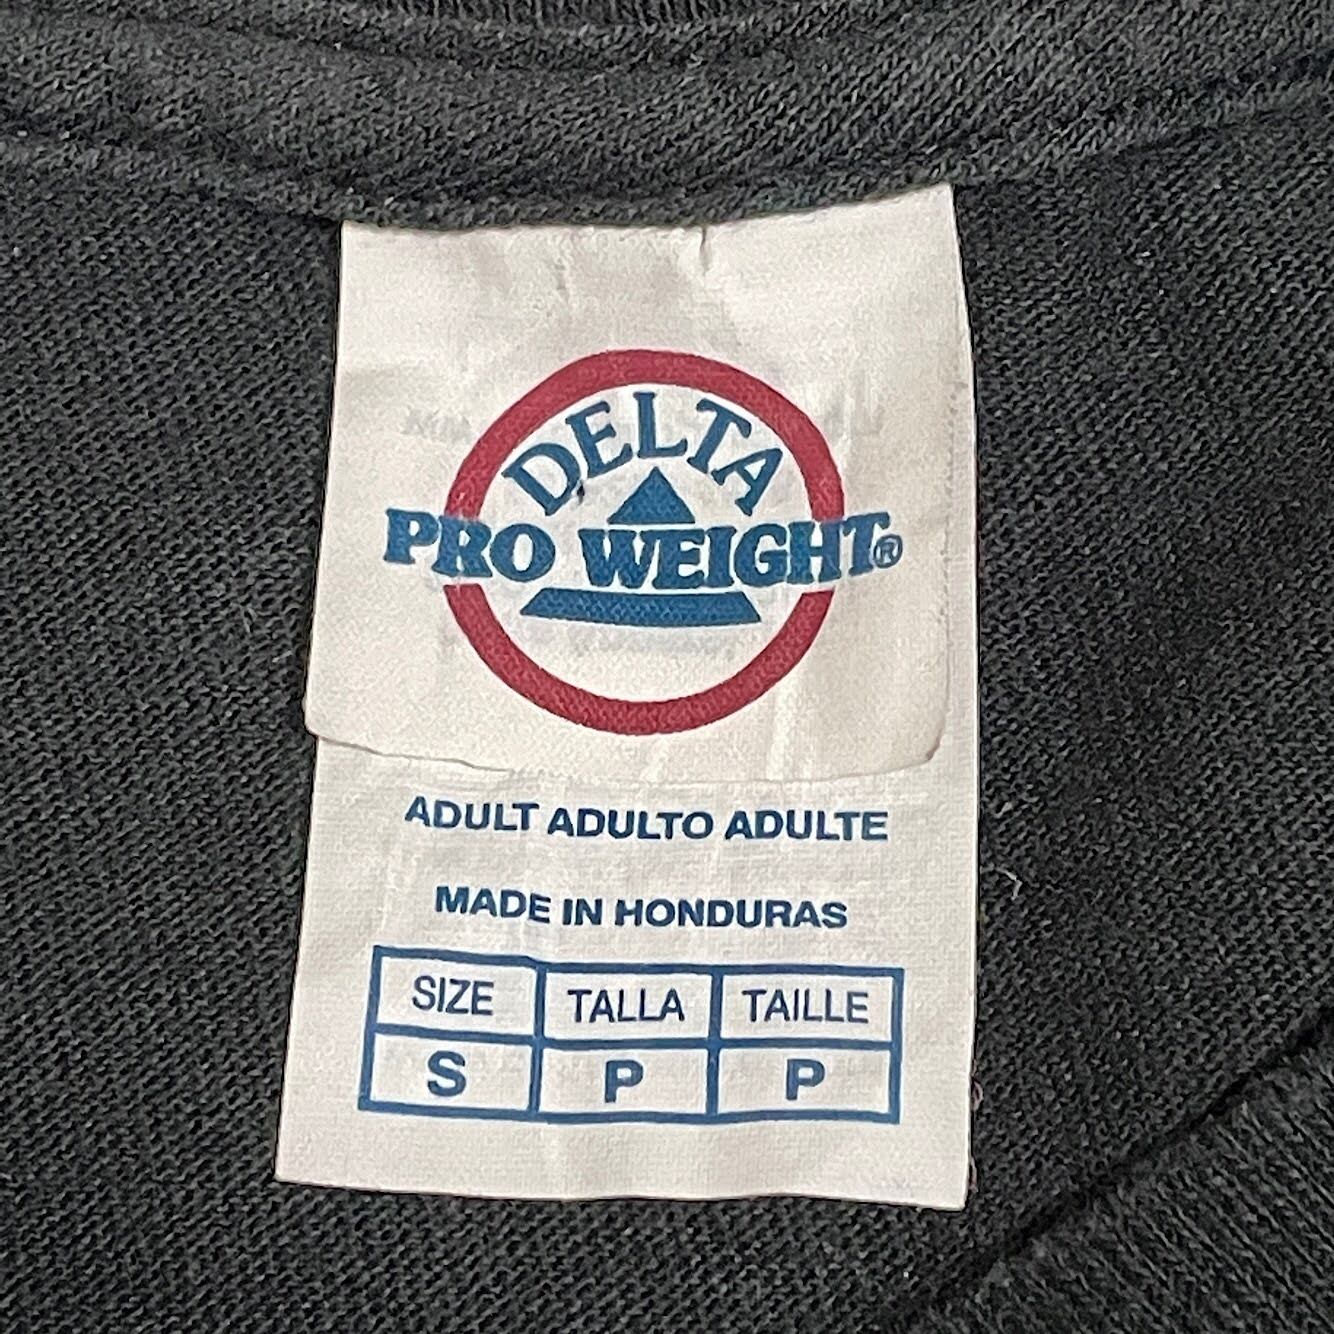 DELTA
PRO WEIGHT®
ADULT ADULTO ADULTE
MADE IN HONDURAS
SIZE TALLA TAILLE
S P P